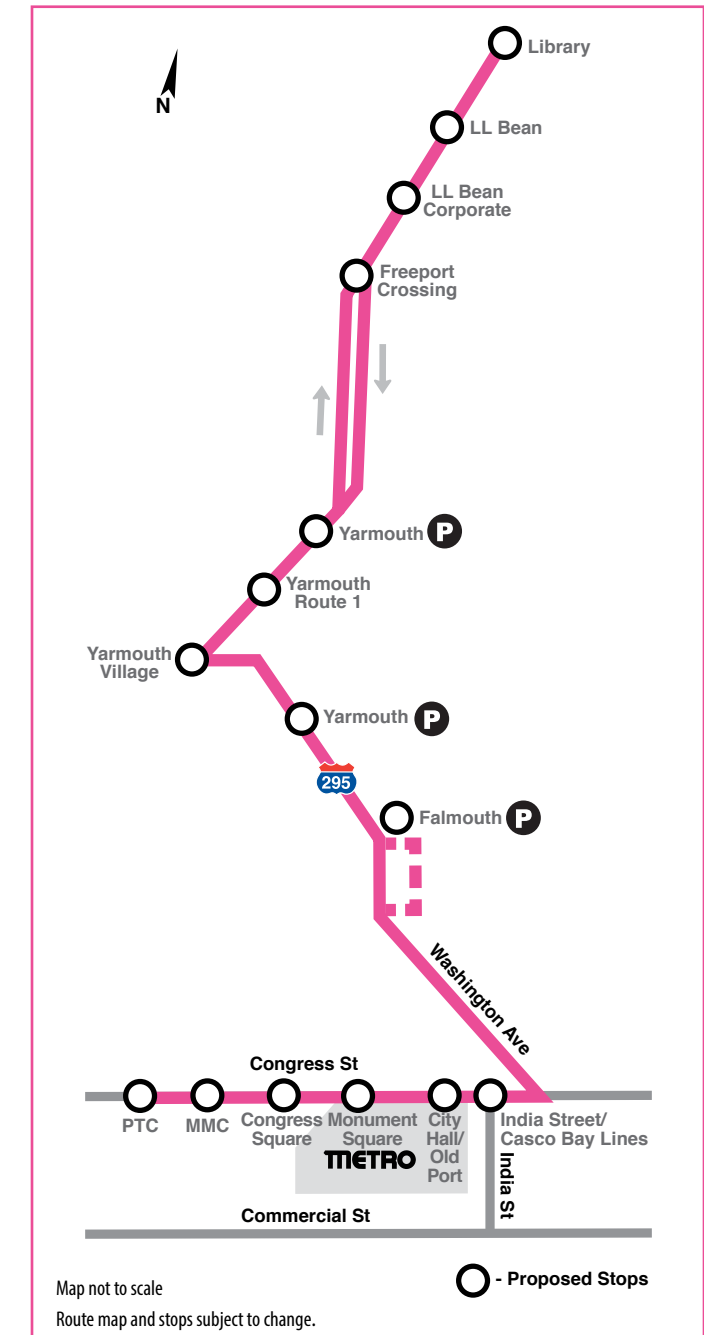 Library
N
LL Bean
LL Bean
Corporate
Freeport
Crossing
Yarmouth P
Yarmouth
Route 1
Yarmouth
Village
Yarmouth P
295
Falmouth P
Washington Ave
Congress St
PTC
MMC
Congress
Square
Monument
Square
METRO
City
Hall/
Old
Port
India Street/
Casco Bay Lines
India St
Commercial St
- Proposed Stops
Map not to scale
Route map and stops subject to change.